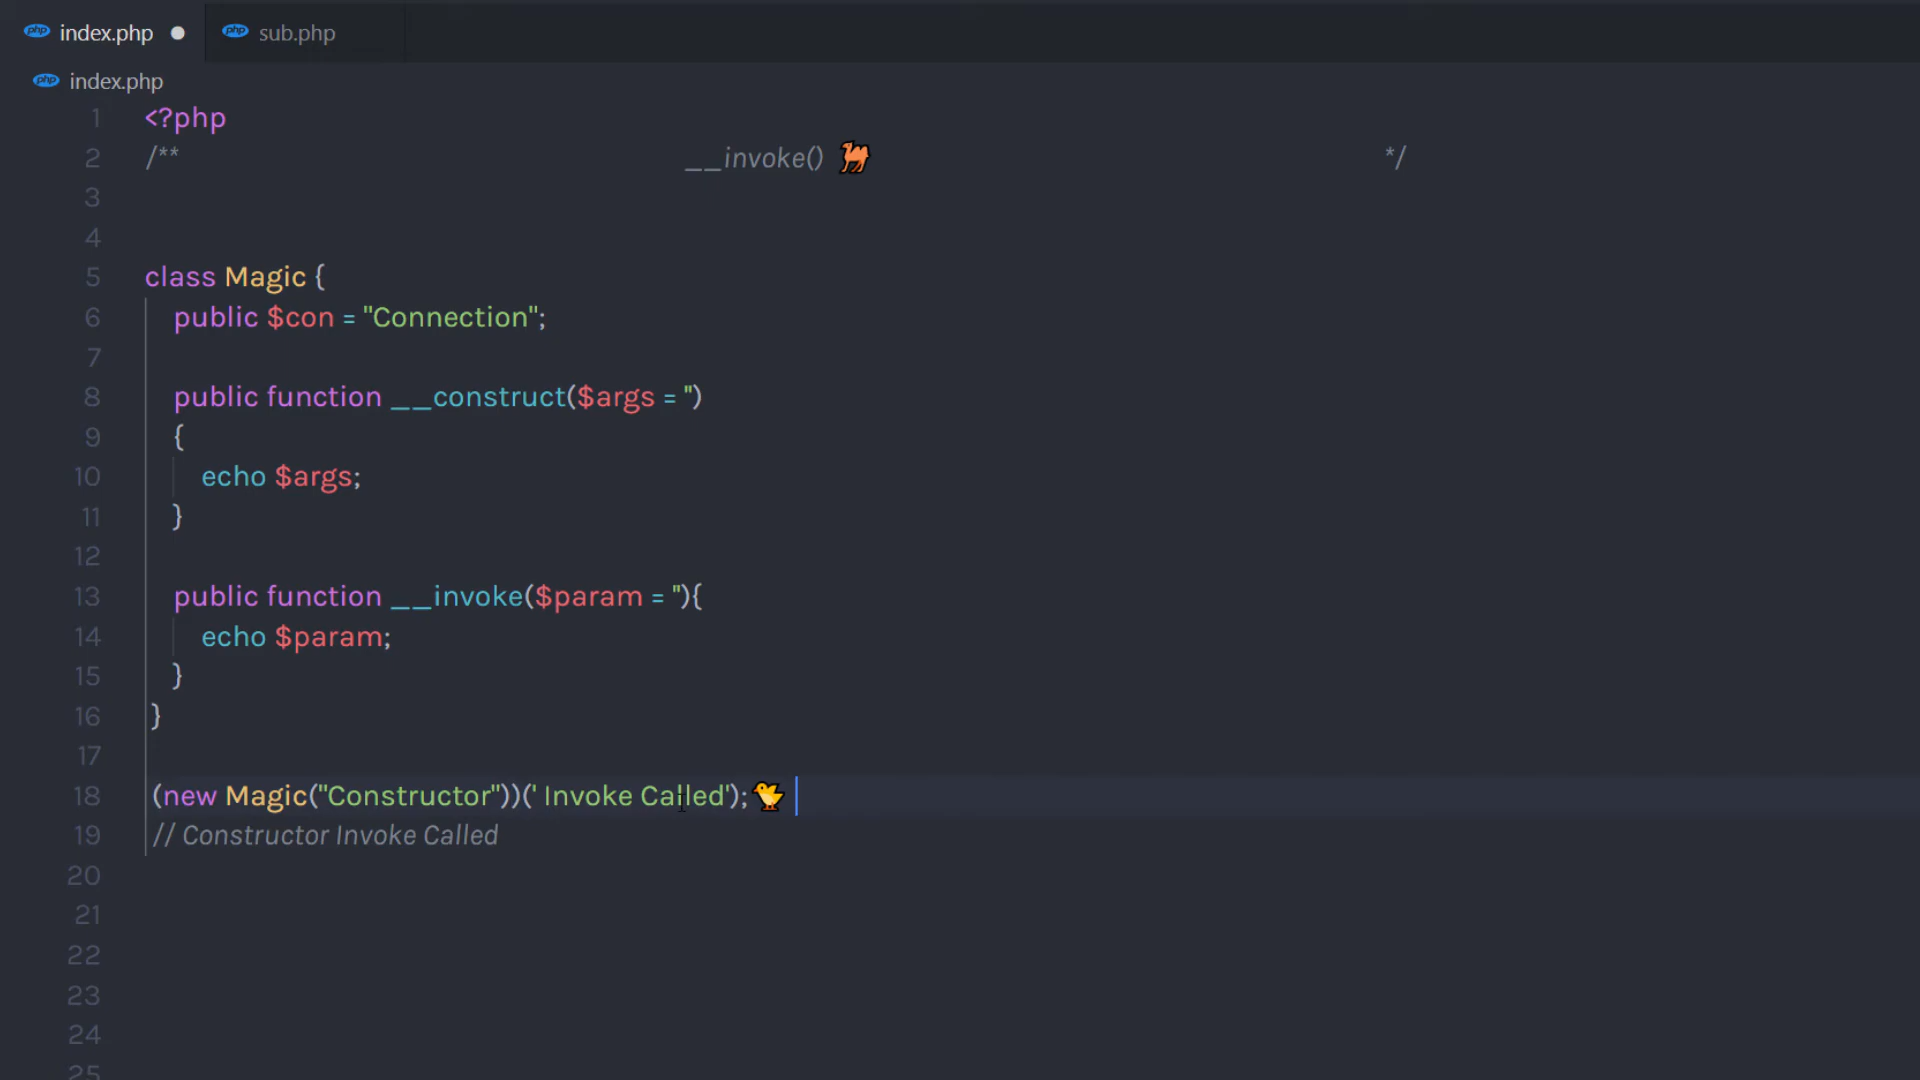 index.php
sub.php
index.php
1 <?php
2 /** __invoke() 🐫 */
3
4
5 class Magic {
6 public $con = "Connection";
7
8 public function __construct($args = '')
9 {
10 echo $args;
11 }
12
13 public function __invoke($param = ''){
14 echo $param;
15 }
16 }
17
18 (new Magic("Constructor"))(' Invoke Called');🐤
19 // Constructor Invoke Called
20
21
22
23
24
25